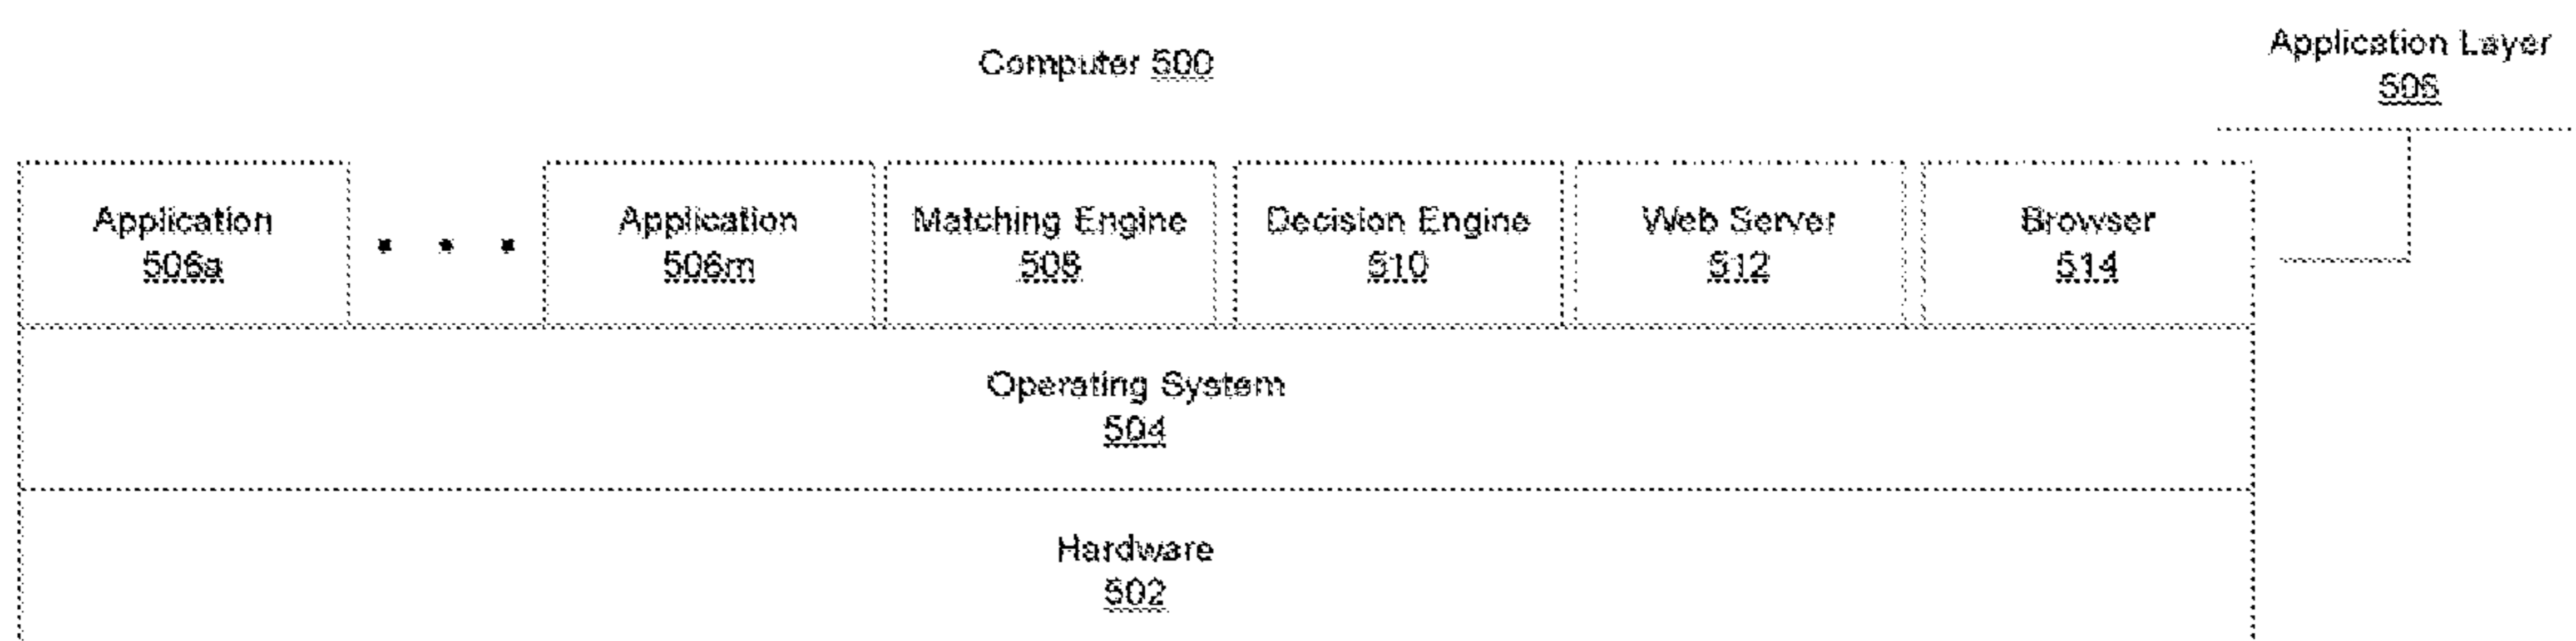 Computer 500
Application Layer
506
Application
506a
Application
506m
Matching Engine
508
Decision Engine
510
Web Server
512
Browser
514
Operating System
504
Hardware
502